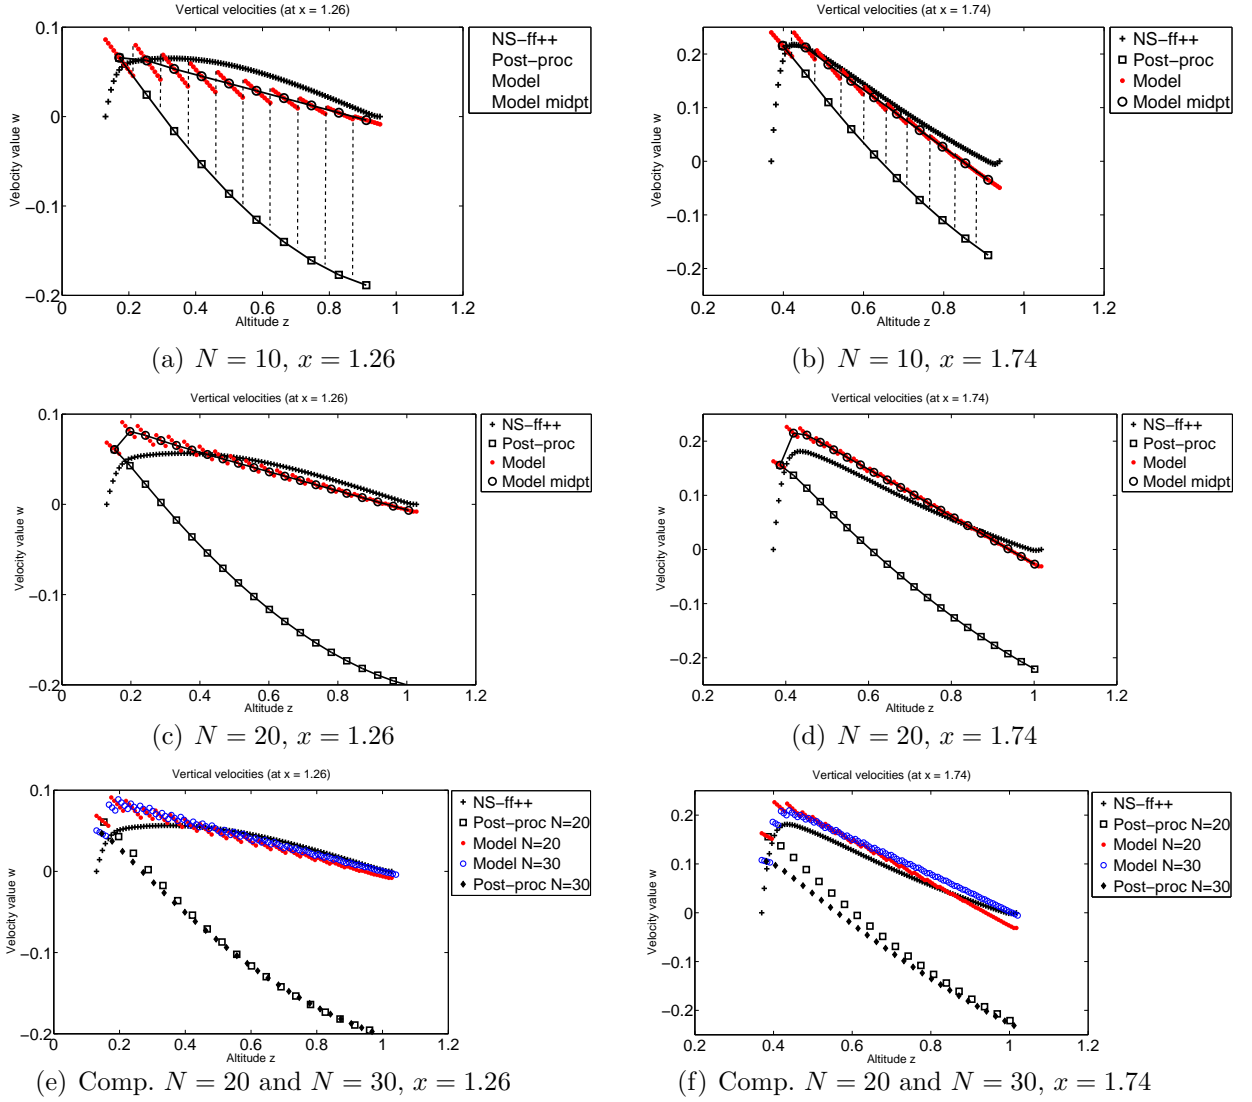 Vertical velocities (at x = 1.26)
0.1
0
−0.1
−0.2
Velocity value w
0 0.2 0.4 0.6 0.8 1 1.2
Altitude z
NS−ff++
Post−proc
Model
Model midpt
(a) N = 10, x = 1.26
Vertical velocities (at x = 1.74)
0.2
0.1
0
−0.1
−0.2
Velocity value w
0.2 0.4 0.6 0.8 1 1.2
Altitude z
NS−ff++
Post−proc
Model
Model midpt
(b) N = 10, x = 1.74
Vertical velocities (at x = 1.26)
0.1
0
−0.1
−0.2
Velocity value w
0 0.2 0.4 0.6 0.8 1 1.2
Altitude z
NS−ff++
Post−proc
Model
Model midpt
(c) N = 20, x = 1.26
Vertical velocities (at x = 1.74)
0.2
0.1
0
−0.1
−0.2
Velocity value w
0.2 0.4 0.6 0.8 1 1.2
Altitude z
NS−ff++
Post−proc
Model
Model midpt
(d) N = 20, x = 1.74
Vertical velocities (at x = 1.26)
0.1
0
−0.1
−0.2
Velocity value w
0 0.2 0.4 0.6 0.8 1 1.2
Altitude z
NS−ff++
Post−proc N=20
Model N=20
Model N=30
Post−proc N=30
(e) Comp. N = 20 and N = 30, x = 1.26
Vertical velocities (at x = 1.74)
0.2
0.1
0
−0.1
−0.2
Velocity value w
0.2 0.4 0.6 0.8 1 1.2
Altitude z
NS−ff++
Post−proc N=20
Model N=20
Model N=30
Post−proc N=30
(f) Comp. N = 20 and N = 30, x = 1.74